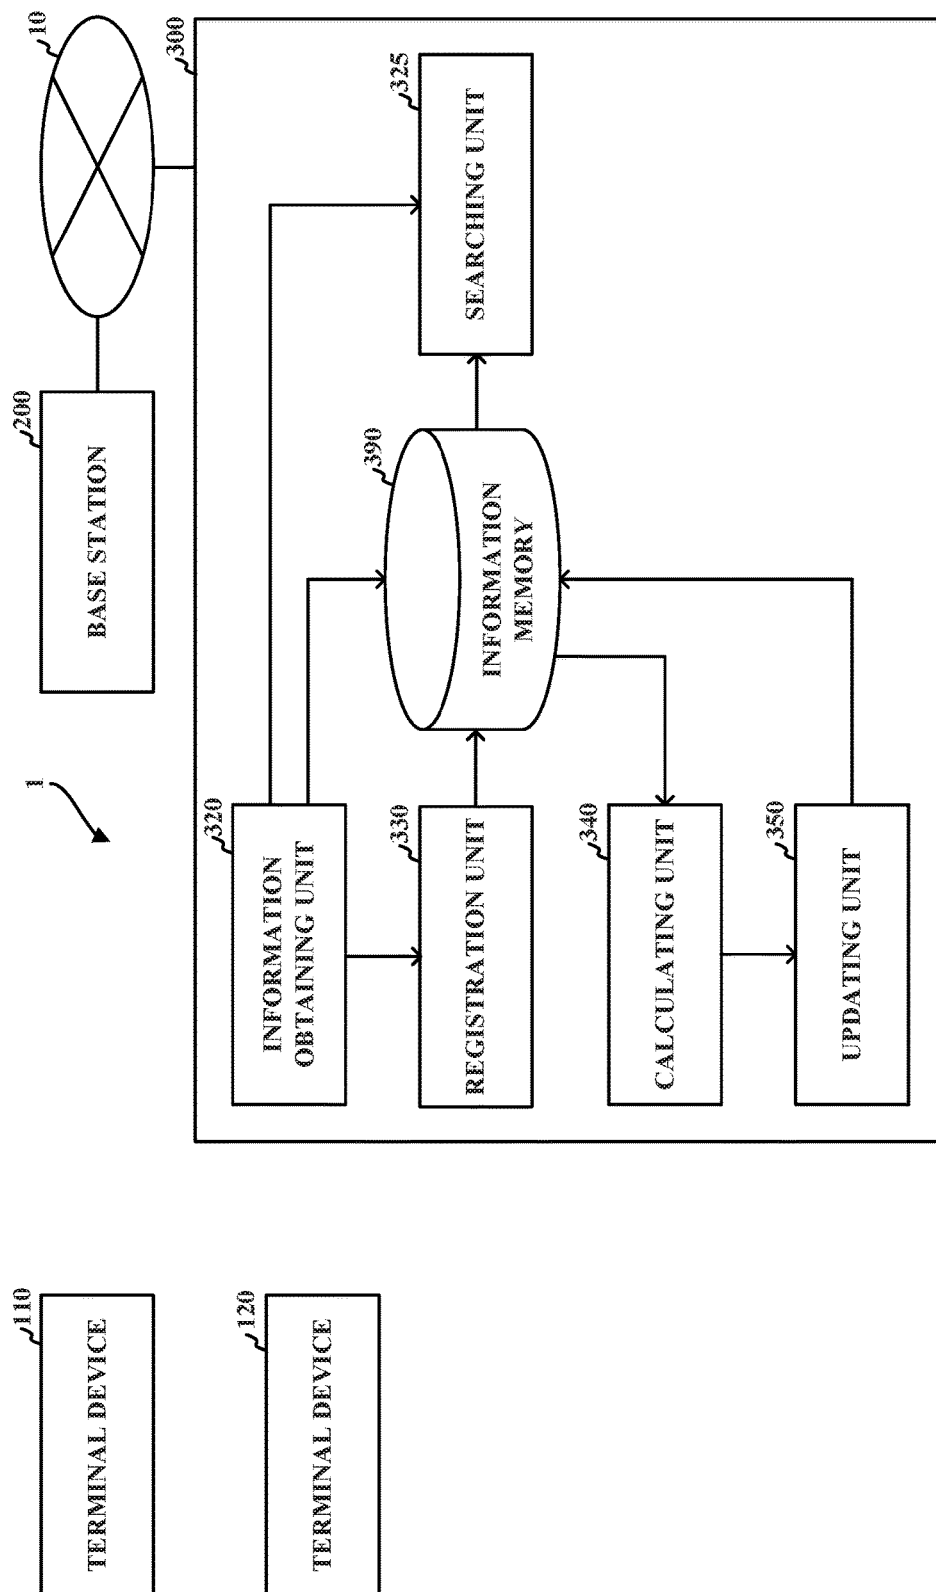 1
TERMINAL DEVICE
110
TERMINAL DEVICE
120
BASE STATION
200
10
300
INFORMATION
OBTAINING UNIT
320
REGISTRATION UNIT
330
CALCULATING UNIT
340
UPDATING UNIT
350
INFORMATION
MEMORY
390
SEARCHING UNIT
325